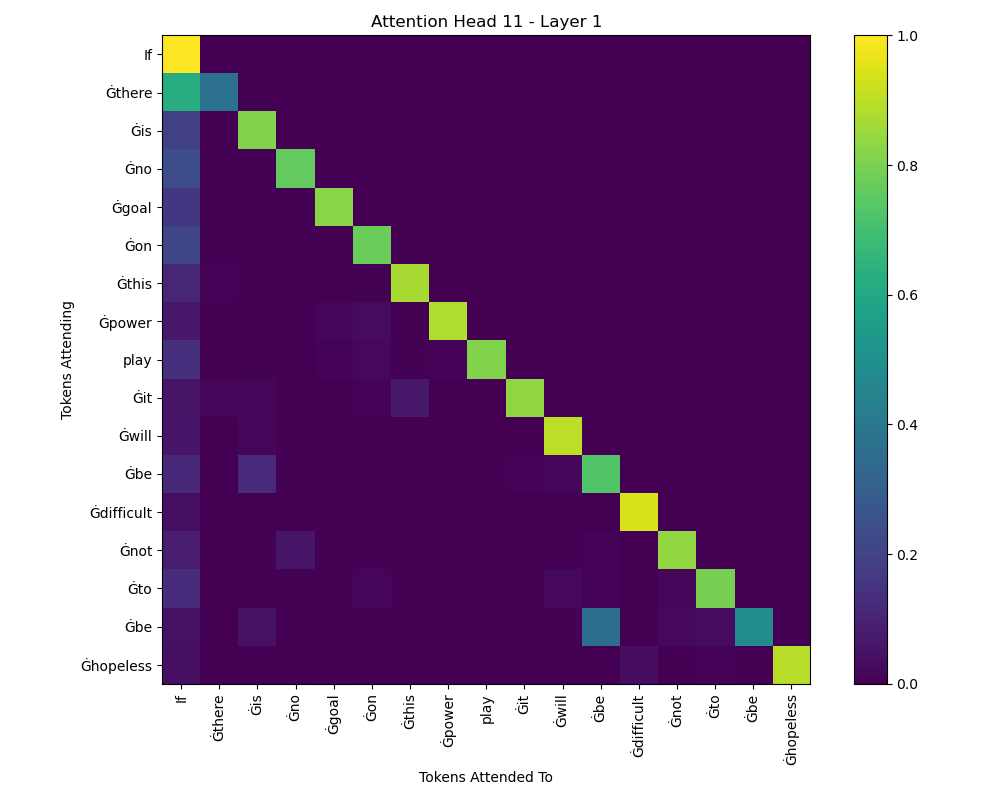 Attention Head 11 - Layer 1
Tokens Attending
If
Ġthere
Ġis
Ġno
Ġgoal
Ġon
Ġthis
Ġpower
play
Ġit
Ġwill
Ġbe
Ġdifficult
Ġnot
Ġto
Ġbe
Ġhopeless
If
Ġthere
Ġis
Ġno
Ġgoal
Ġon
Ġthis
Ġpower
play
Ġit
Ġwill
Ġbe
Ġdifficult
Ġnot
Ġto
Ġbe
Ġhopeless
Tokens Attended To
1.0
0.8
0.6
0.4
0.2
0.0